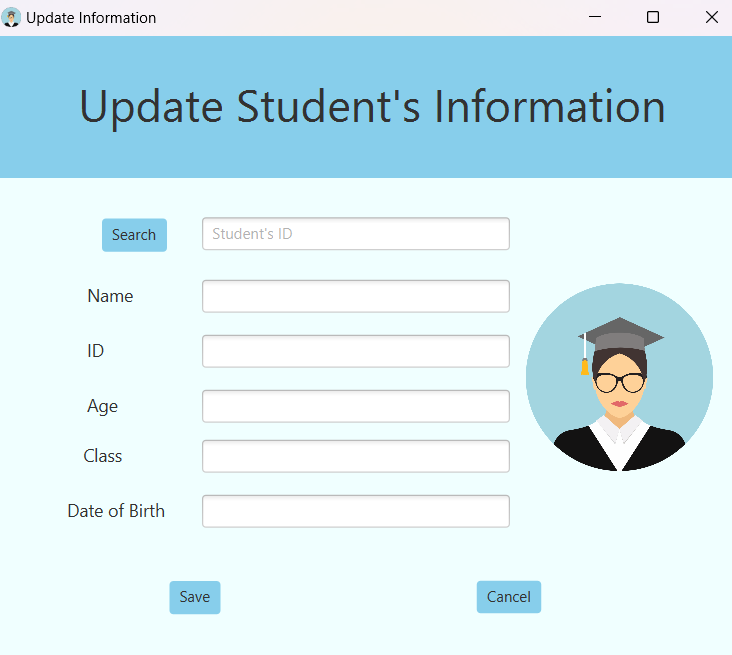 Update Information
Update Student's Information
Search
Student's ID
Name
ID
Age
Class
Date of Birth
Save
Cancel